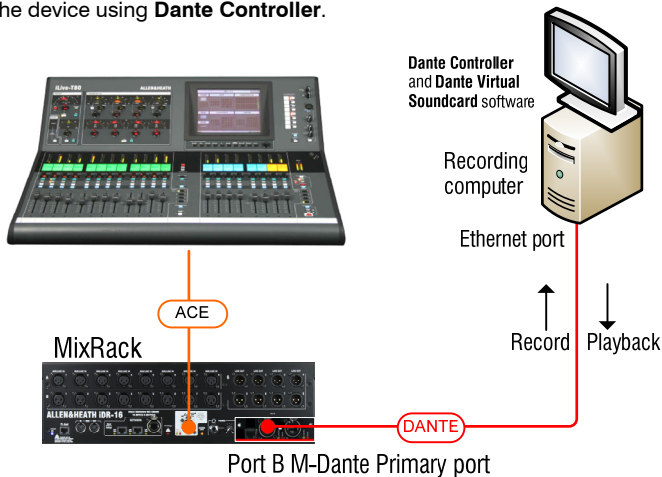 he device using Dante Controller.
Dante Controller
and Dante Virtual
Soundcard software
iLive-T80
ALLEN&HEATH
Recording
computer
Ethernet port
ACE
Record
Playback
MixRack
ALLEN&HEATH iDR-16
DANTE
Port B M-Dante Primary port